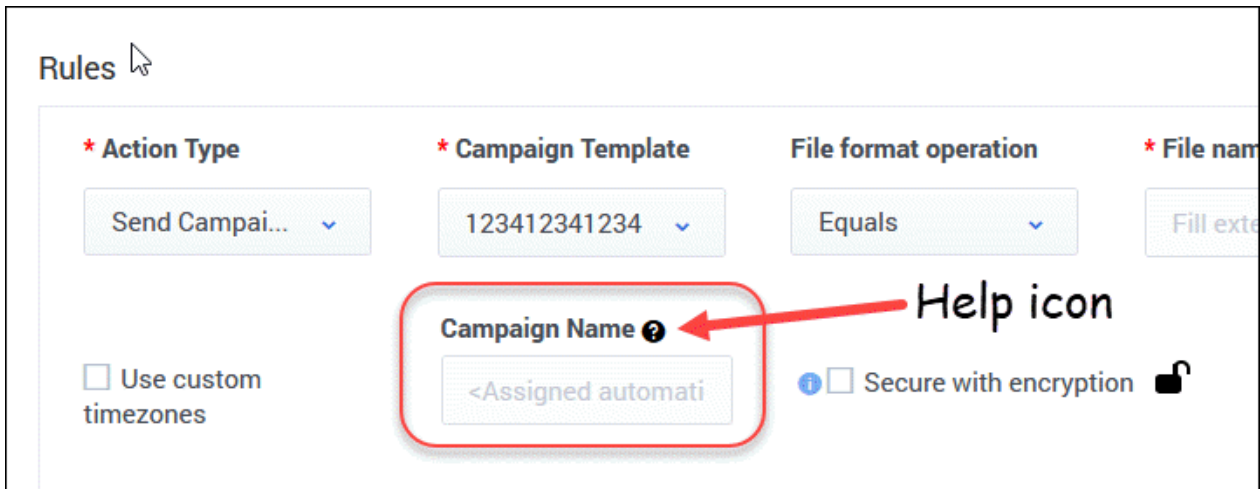 Rules
* Action Type
* Campaign Template
File format operation
* File nam
Send Campai...
123412341234
Equals
Fill exte
Help icon
Campaign Name ?
Use custom
timezones
<Assigned automati
i
Secure with encryption